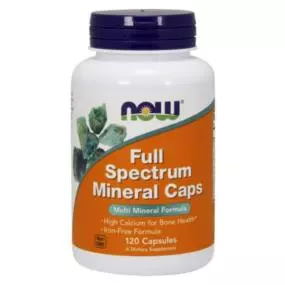 NOW
Full
Spectrum
Mineral Caps
Multi Mineral Formula
• High Calcium for Bone Health*
• Iron-Free Formula
120 Capsules
A Dietary Supplement